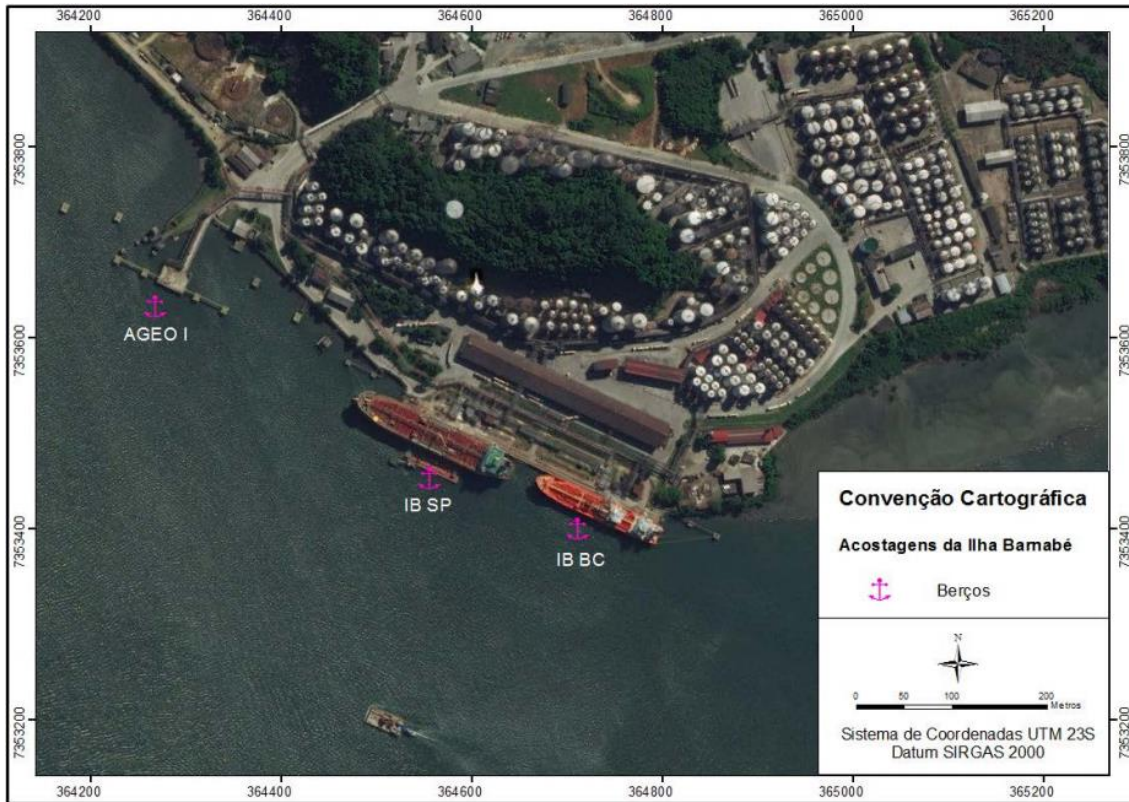 364200 364400 364600 364800 365000 365200
7353800 7353800
7353600 7353600
7353400 7353400
7353200 7353200
AGEO I
IB SP
IB BC
Convenção Cartográfica
Acostagens da Ilha Barnabé
Berços
N
0 50 100 200
Metros
Sistema de Coordenadas UTM 23S
Datum SIRGAS 2000
364200 364400 364600 364800 365000 365200